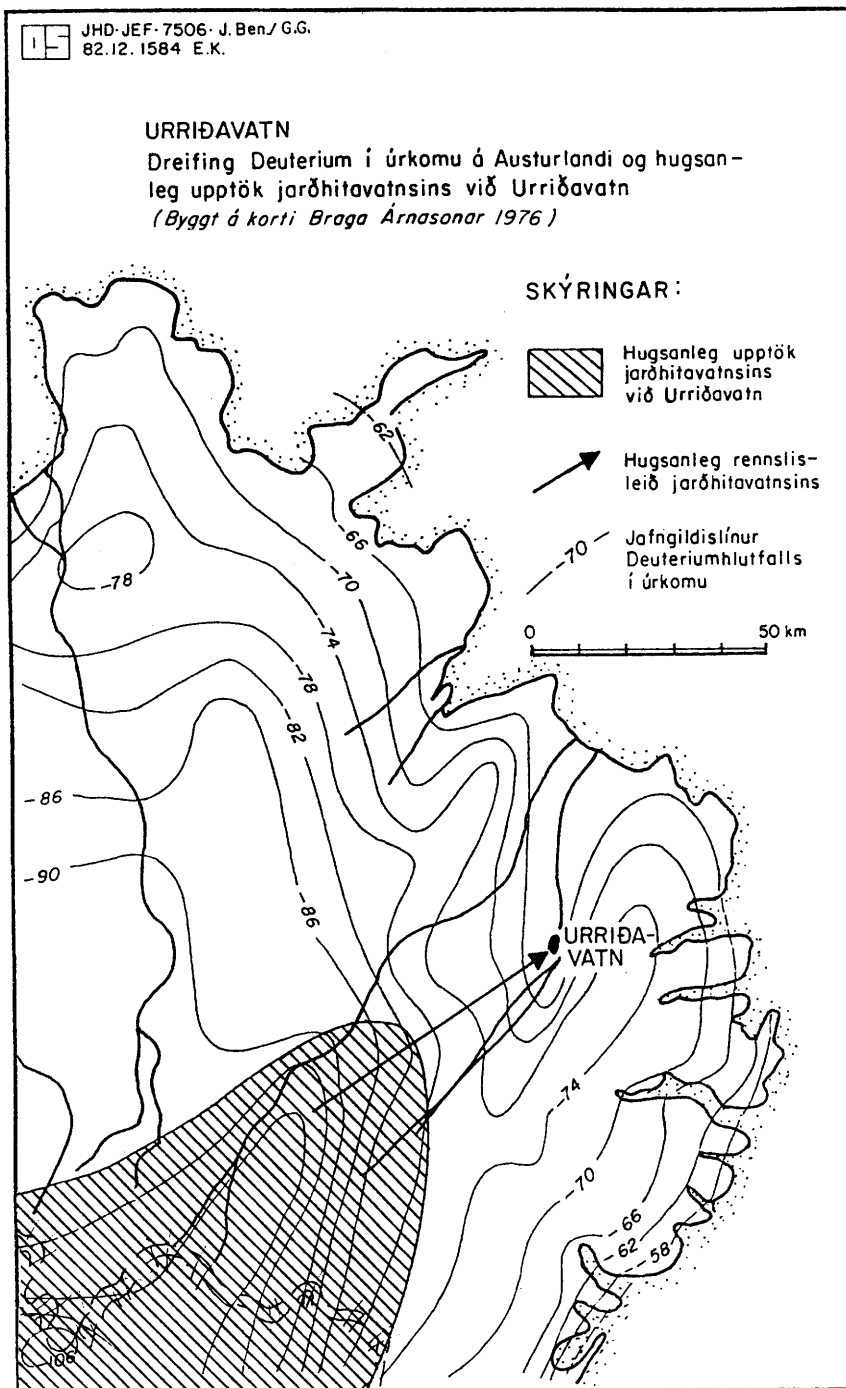 OS
JHD-JEF-7506-J.Ben./G.G.
82.12.1584 E.K.
URRIÐAVATN
Dreifing Deuterium í úrkomu á Austurlandi og hugsan-
leg upptök jarðhitavatnsins við Urriðavatn
(Byggt á korti Braga Árnasonar 1976)
SKÝRINGAR:
Hugsanleg upptök
jarðhitavatnsins
við Urriðavatn
Hugsanleg rennslis-
leið jarðhitavatnsins
-70
Jafngildislínur
Deuteriumhlutfalls
í úrkomu
0 50 km
-62
-66
-70
-78
-74
-78
-82
-86
-90
-86
URRIÐA-
VATN
-74
-70
-66
-62
-58
-106